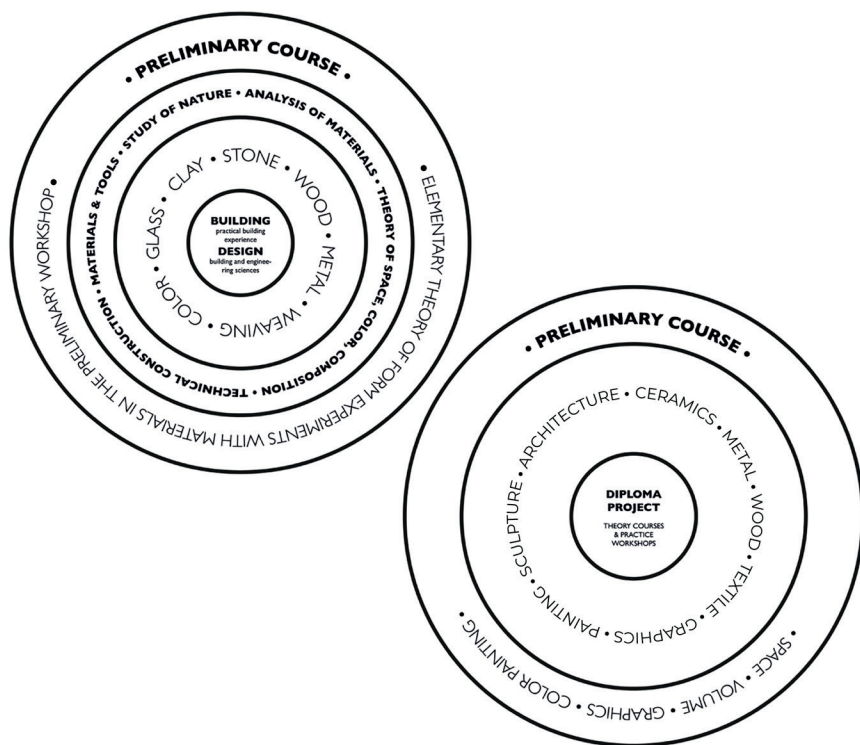 • PRELIMINARY COURSE •
• ELEMENTARY THEORY OF FORM EXPERIMENTS WITH MATERIALS IN THE PRELIMINARY WORKSHOP •
STUDY OF NATURE • ANALYSIS OF MATERIALS • THEORY OF SPACE, COLOR, COMPOSITION • TECHNICAL CONSTRUCTION • MATERIALS & TOOLS •
CLAY • STONE • WOOD • METAL • WEAVING • COLOR • GLASS •
BUILDING
practical building
experience
DESIGN
building and enginee-
ring sciences
• PRELIMINARY COURSE •
• SPACE • VOLUME • GRAPHICS • COLOR PAINTING •
ARCHITECTURE • CERAMICS • METAL • WOOD • TEXTILE • GRAPHICS • PAINTING • SCULPTURE •
DIPLOMA
PROJECT
THEORY COURSES
& PRACTICE
WORKSHOPS